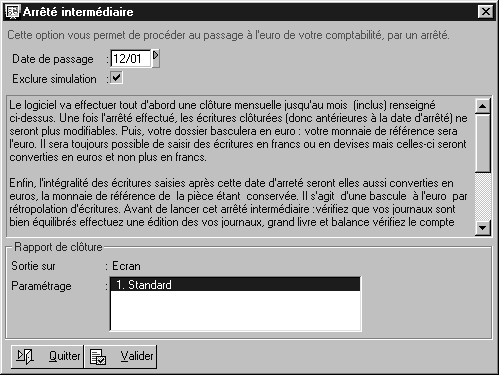 Arrêté intermédiaire
Cette option vous permet de procéder au passage à l'euro de votre comptabilité, par un arrêté.
Date de passage : 12/01
Exclure simulation :
Le logiciel va effectuer tout d'abord une clôture mensuelle jusqu'au mois (inclus) renseigné
ci-dessus. Une fois l'arrêté effectué, les écritures clôturées (donc antérieures à la date d'arrêté) ne
seront plus modifiables. Puis, votre dossier basculera en euro : votre monnaie de référence sera
l'euro. Il sera toujours possible de saisir des écritures en francs ou en devises mais celles-ci seront
converties en euros et non plus en francs.
Enfin, l'intégralité des écritures saisies après cette date d'areté seront elles aussi converties en
euros, la monnaie de référence de la pièce étant conservée. Il s'agit d'une bascule à l'euro par
rétropolation d'écritures. Avant de lancer cet arrêté intermédiaire :vérifiez que vos journaux sont
bien équilibrés effectuez une édition des vos journaux, grand livre et balance vérifiez le compte
Rapport de clôture
Sortie sur : Ecran
Paramétrage : 1. Standard
Quitter Valider